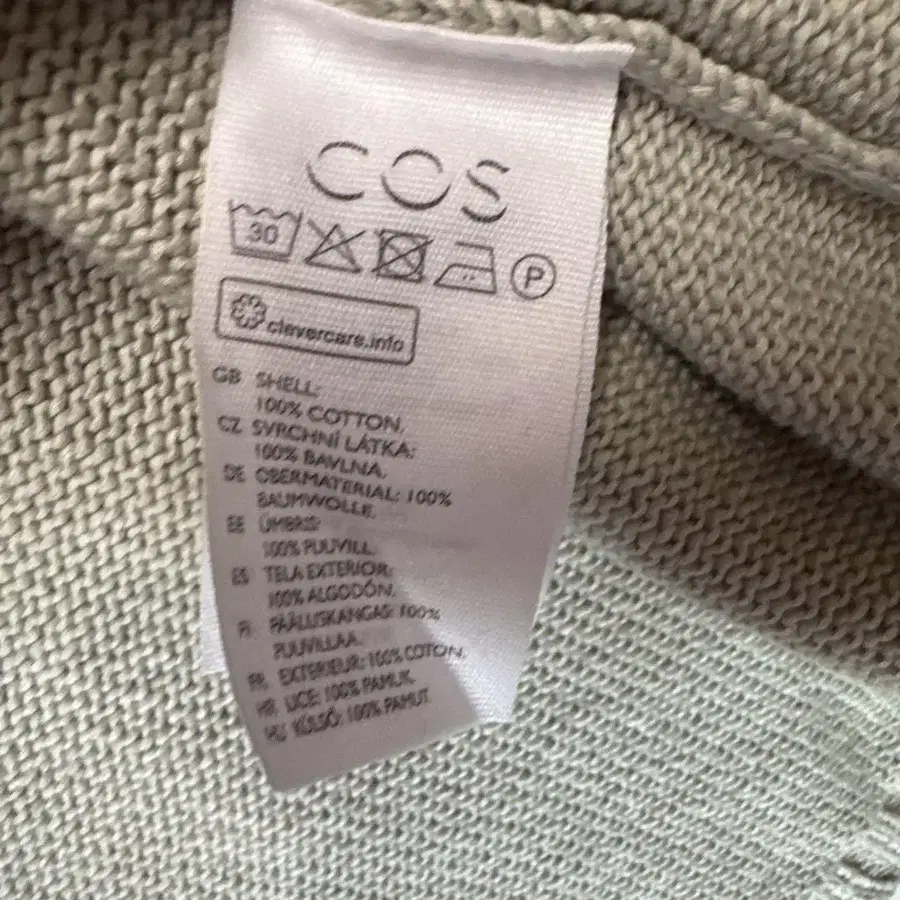 COS
30 P
clevercare.info
GB SHELL:
100% COTTON.
CZ SVRCHNÍ LÁTKA:
100% BAVLNA.
DE OBERMATERIAL: 100%
BAUMWOLLE.
EE ÜMBRIS:
100% PUUVILL.
ES TELA EXTERIOR:
100% ALGODÓN.
FI PÄÄLLISKANGAS: 100%
PUUVILLAA.
FR EXTERIEUR: 100% COTON.
HR LICE: 100% PAMUK.
HU KÜLSŐ: 100% PAMUT